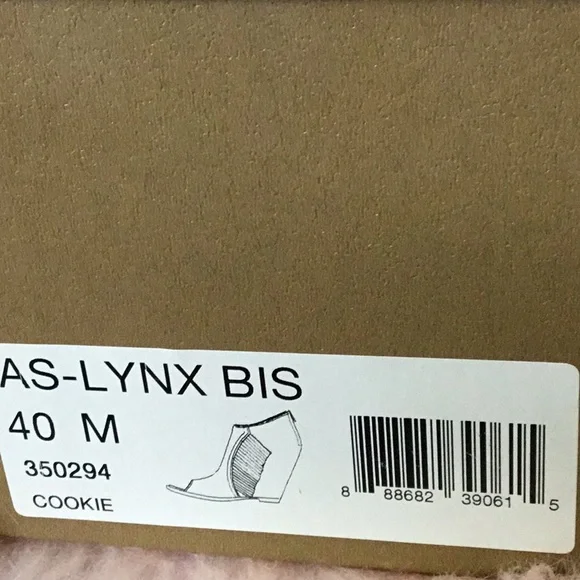 AS-LYNX BIS
40 M
350294
COOKIE
8 88682 39061 5